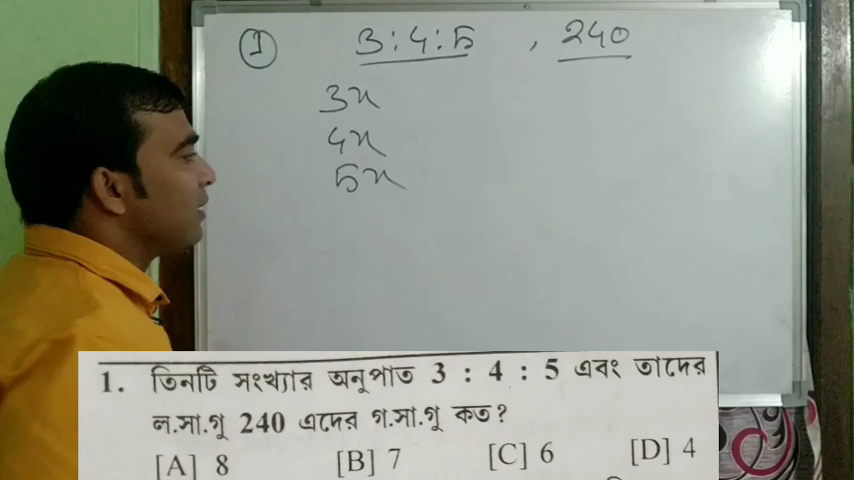 1 3:4:5 , 240
3x
4x
5x
1. তিনটি সংখ্যার অনুপাত 3 : 4 : 5 এবং তাদের
ল.সা.গু 240 এদের গ.সা.গু কত?
[A] 8 [B] 7 [C] 6 [D] 4